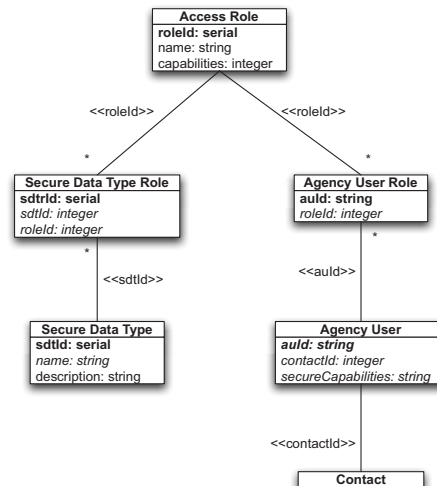 Access Role
roleId: serial
name: string
capabilities: integer
<<roleId>>
<<roleId>>
*
*
Secure Data Type Role
sdtrId: serial
sdtId: integer
roleId: integer
Agency User Role
auId: string
roleId: integer
*
*
<<sdtId>>
<<auId>>
Secure Data Type
sdtId: serial
name: string
description: string
Agency User
auId: string
contactId: integer
secureCapabilities: string
<<contactId>>
Contact